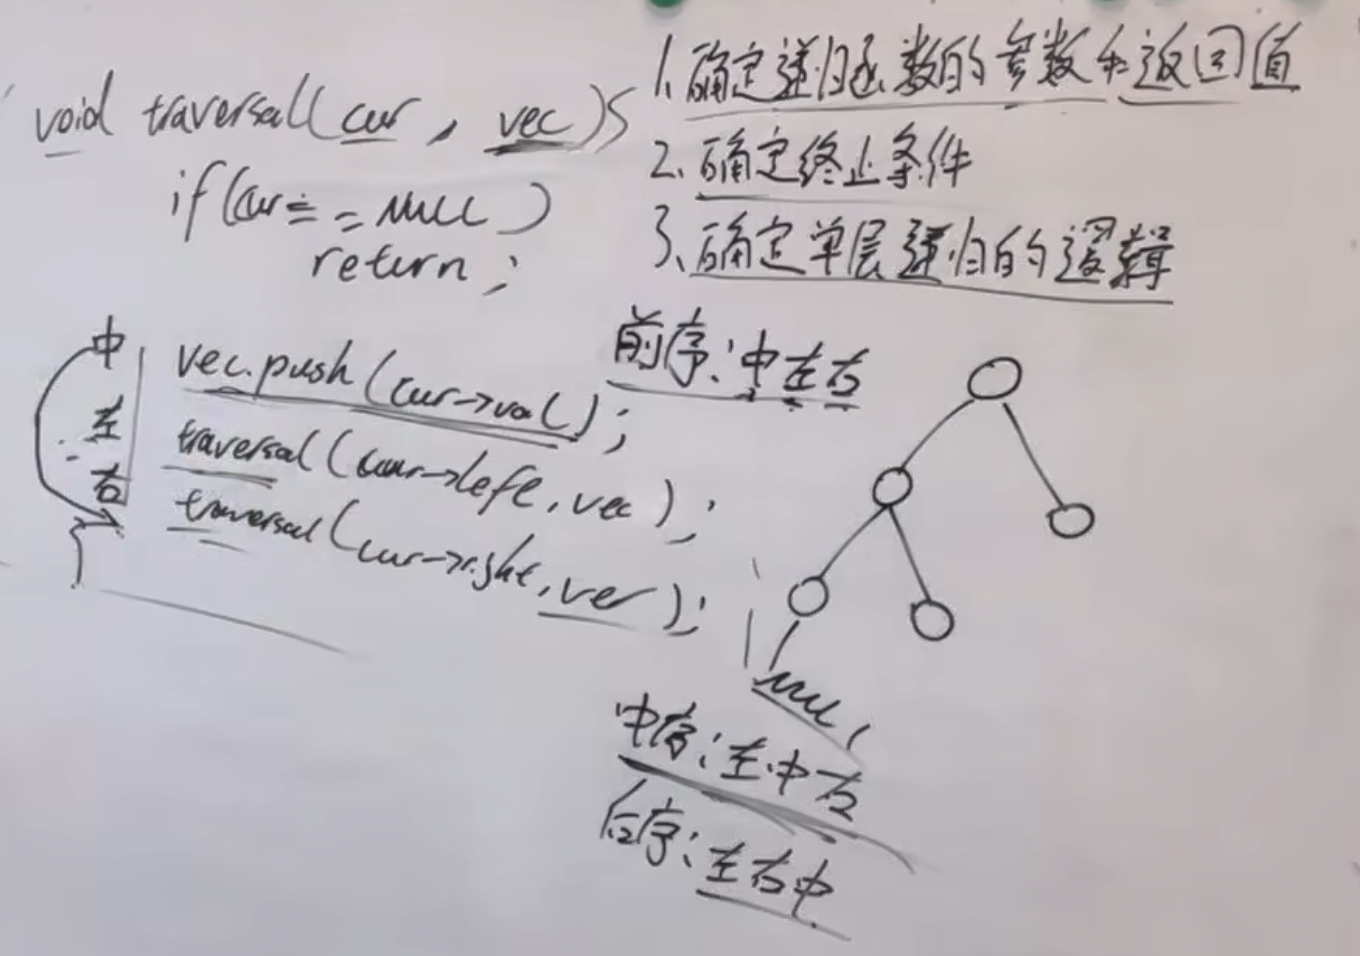 void traversal(cur, vec){
if(cur == NULL)
return;
中 vec.push(cur->val);
左 traversal(cur->left, vec);
右 traversal(cur->right, vec);
}
1.确定递归函数的参数和返回值
2.确定终止条件
3.确定单层递归的逻辑
前序:中左右
NULL
中序:左中右
后序:左右中